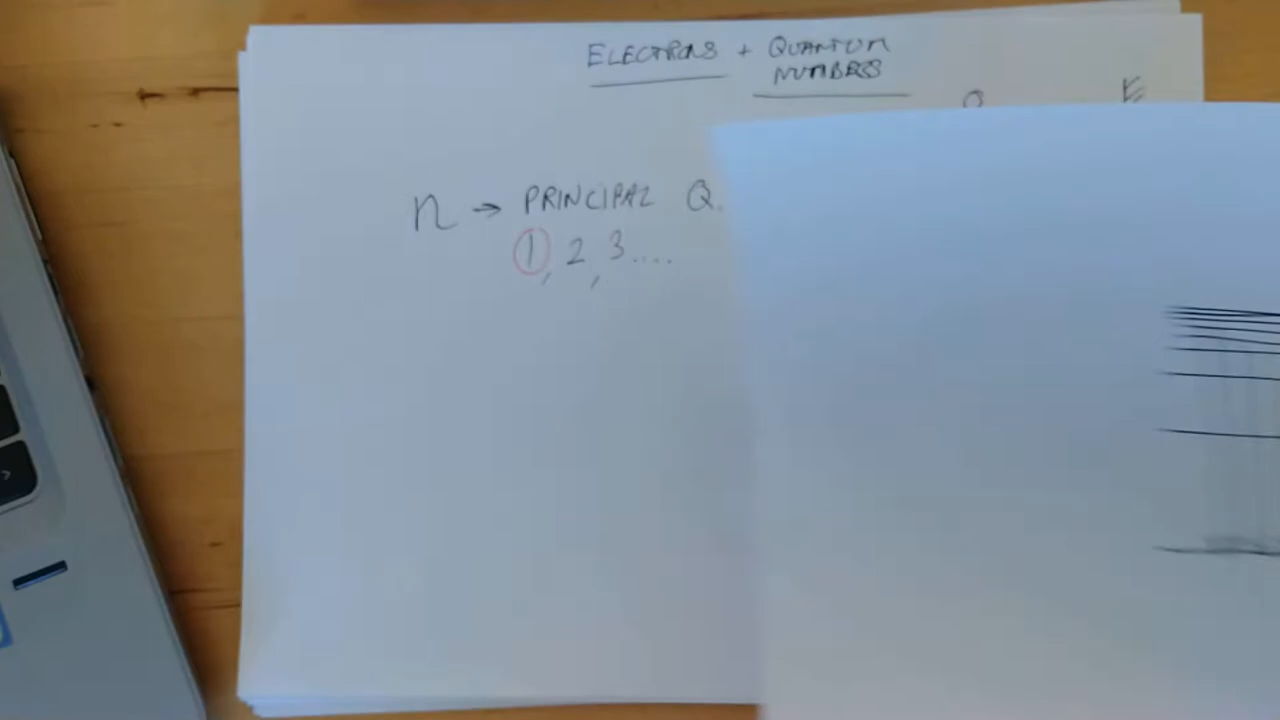 ELECTRONS + QUANTUM
NUMBERS
n → PRINCIPAL Q.
1, 2, 3....